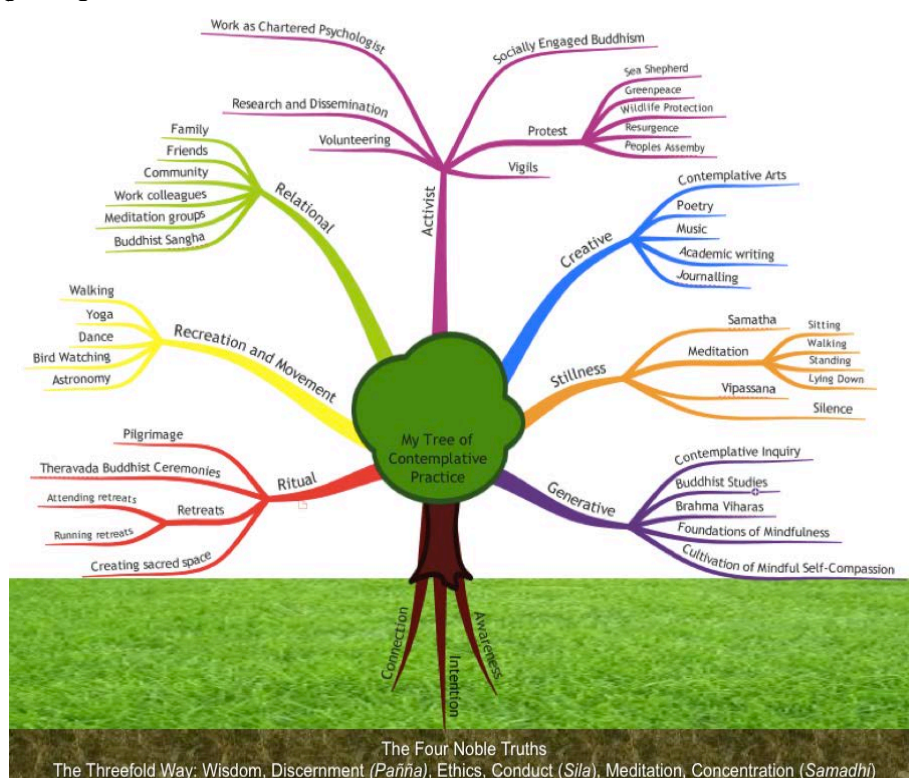 Work as Chartered Psychologist
Research and Dissemination
Volunteering
Activist
Socially Engaged Buddhism
Protest
Sea Shepherd
Greenpeace
Wildlife Protection
Resurgence
Peoples Assemby
Vigils
Family
Friends
Community
Work colleagues
Meditation groups
Buddhist Sangha
Relational
Creative
Contemplative Arts
Poetry
Music
Academic writing
Journalling
Walking
Yoga
Dance
Bird Watching
Astronomy
Recreation and Movement
Stillness
Samatha
Meditation
Sitting
Walking
Standing
Lying Down
Vipassana
Silence
My Tree of
Contemplative
Practice
Pilgrimage
Theravada Buddhist Ceremonies
Retreats
Attending retreats
Running retreats
Creating sacred space
Ritual
Generative
Contemplative Inquiry
Buddhist Studies
Brahma Viharas
Foundations of Mindfulness
Cultivation of Mindful Self-Compassion
Connection
Intention
Awareness
The Four Noble Truths
The Threefold Way: Wisdom, Discernment (Pañña), Ethics, Conduct (Sila), Meditation, Concentration (Samadhi)